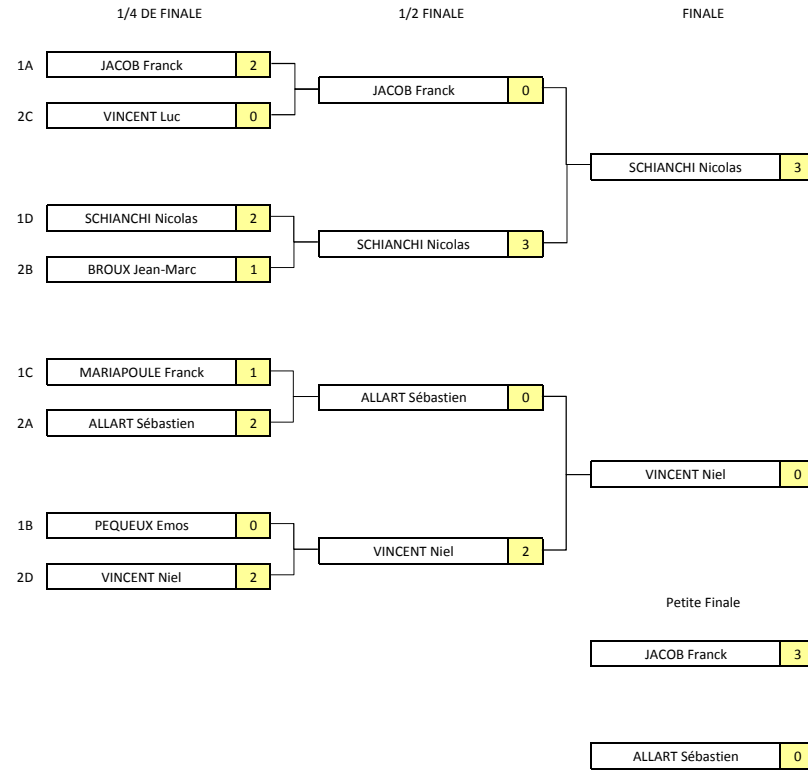 1/4 DE FINALE 1/2 FINALE FINALE
1A JACOB Franck 2
JACOB Franck 0
2C VINCENT Luc 0
SCHIANCHI Nicolas 3
1D SCHIANCHI Nicolas 2
SCHIANCHI Nicolas 3
2B BROUX Jean-Marc 1
1C MARIAPOULE Franck 1
ALLART Sébastien 0
2A ALLART Sébastien 2
VINCENT Niel 0
1B PEQUEUX Emos 0
VINCENT Niel 2
2D VINCENT Niel 2
Petite Finale
JACOB Franck 3
ALLART Sébastien 0